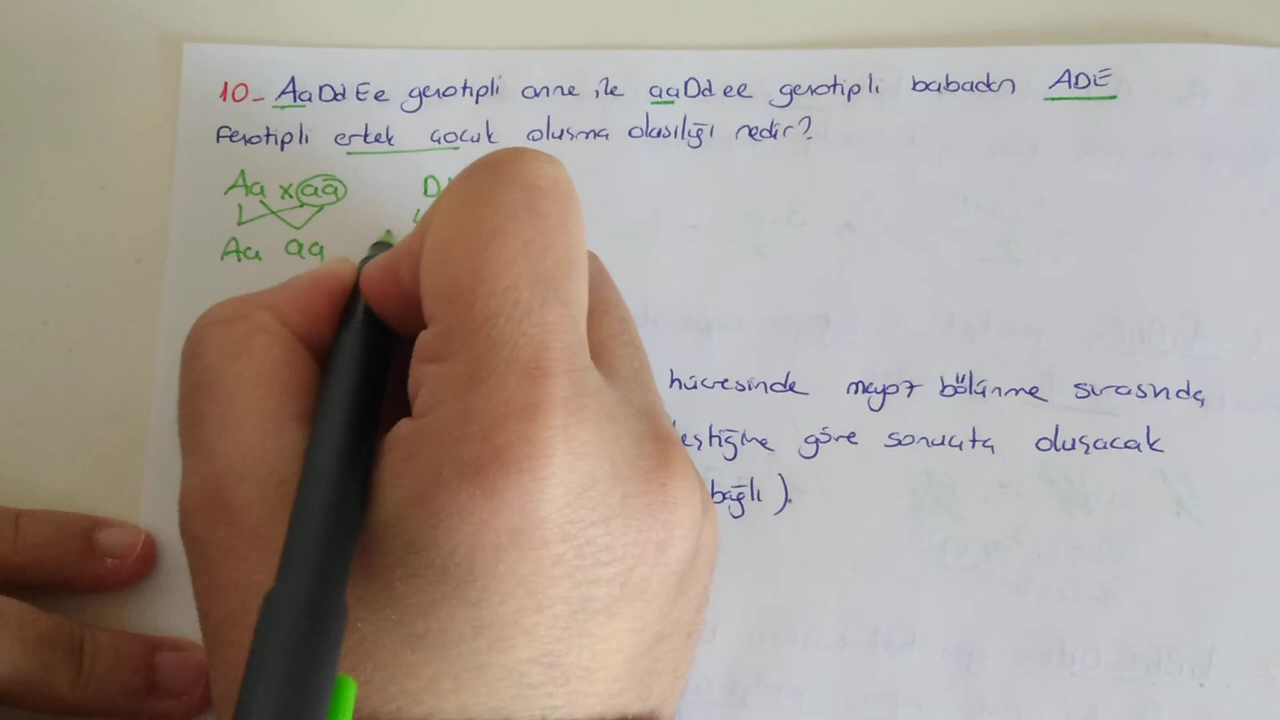 10- AaDdEe genotipli anne ile aaDdee genotipli babadan ADE
fenotipli erkek çocuk oluşma olasılığı nedir?
Aa x aa D
Aa aa
hücresinde mayoz bölünme sırasında,
leştiğine göre sonuçta oluşacak
bağlı).